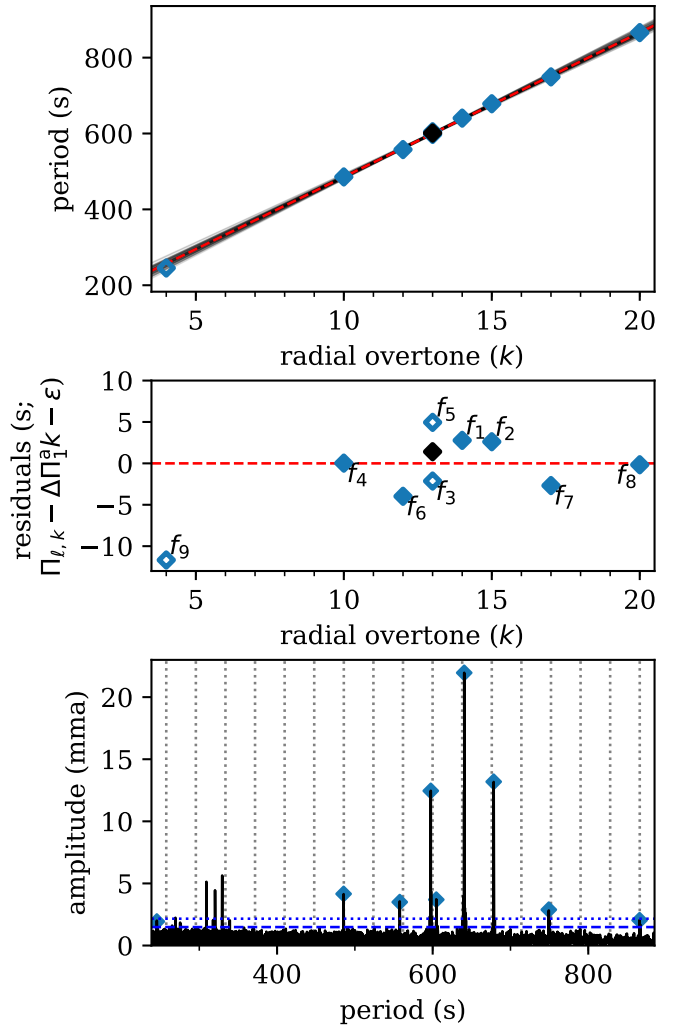 800
600
400
200
period (s)
5 10 15 20
radial overtone (k)
10
5
0
−5
−10
residuals (s;
Πℓ,k − ΔΠ₁ᵃk − ε)
f₅
f₁
f₂
f₄
f₃
f₆
f₇
f₈
f₉
5 10 15 20
radial overtone (k)
20
15
10
5
0
amplitude (mma)
400 600 800
period (s)